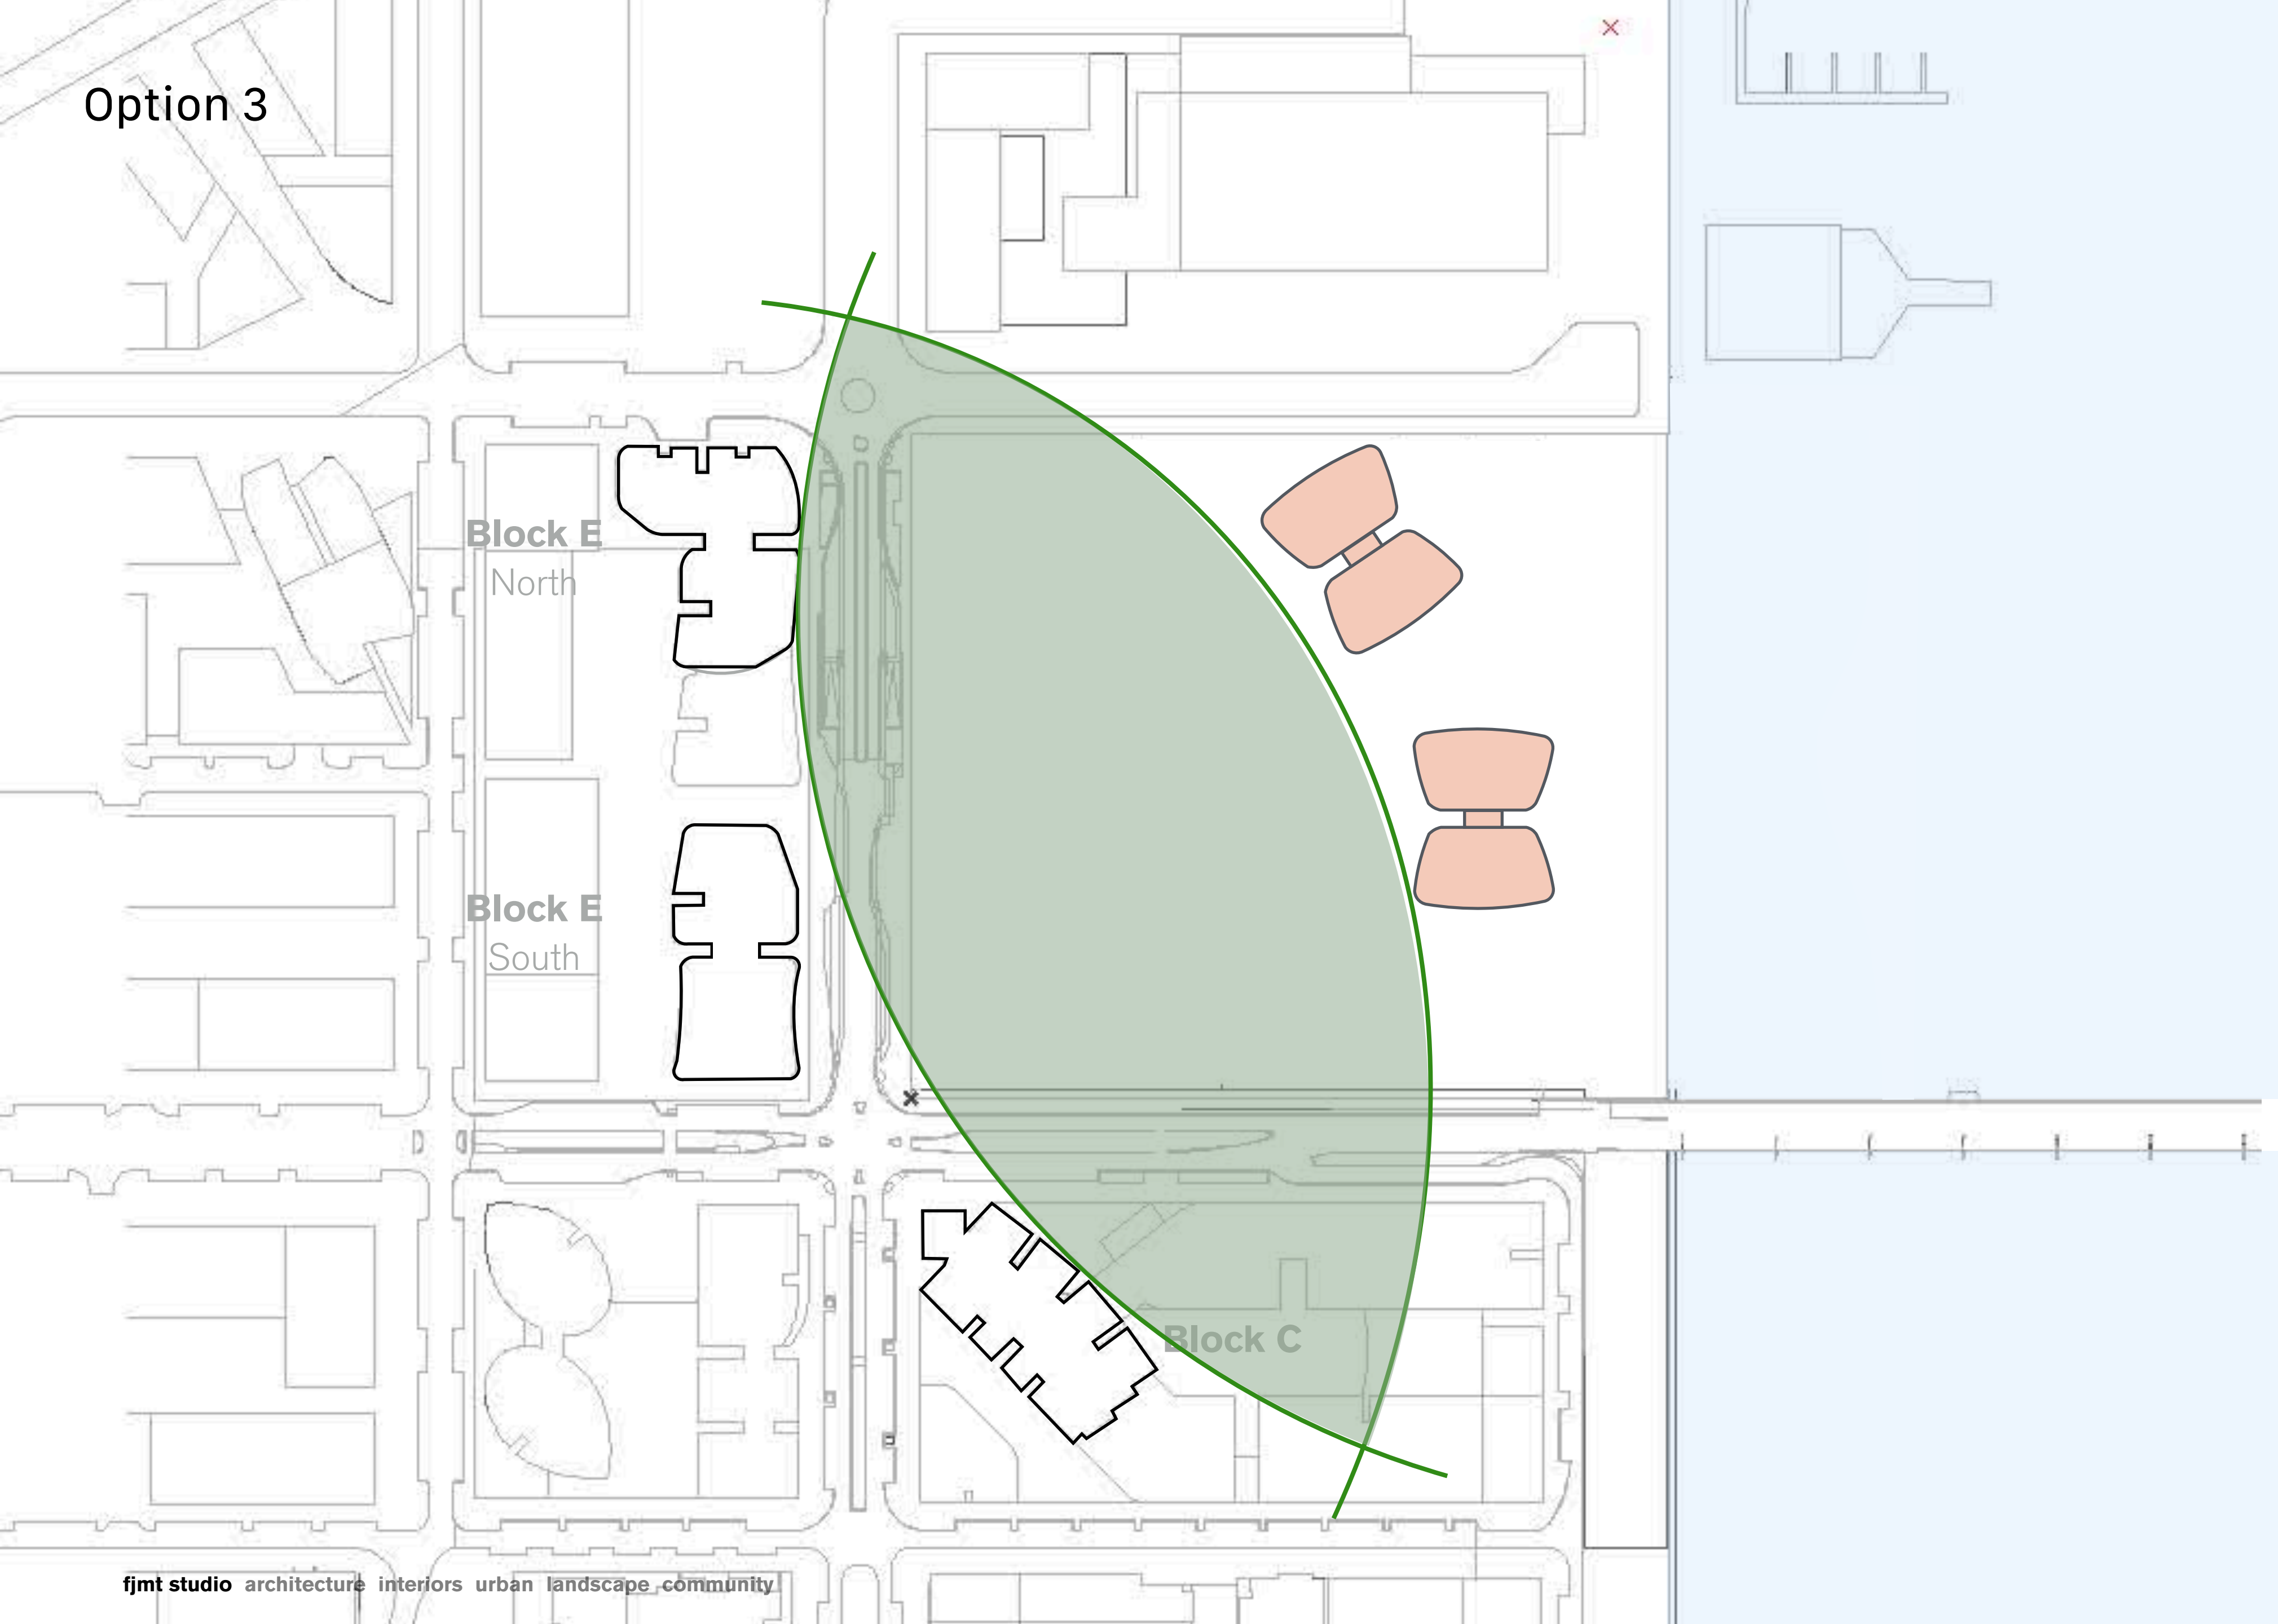 Option 3
Block E
North
Block E
South
Block C
fjmt studio architecture interiors urban landscape community